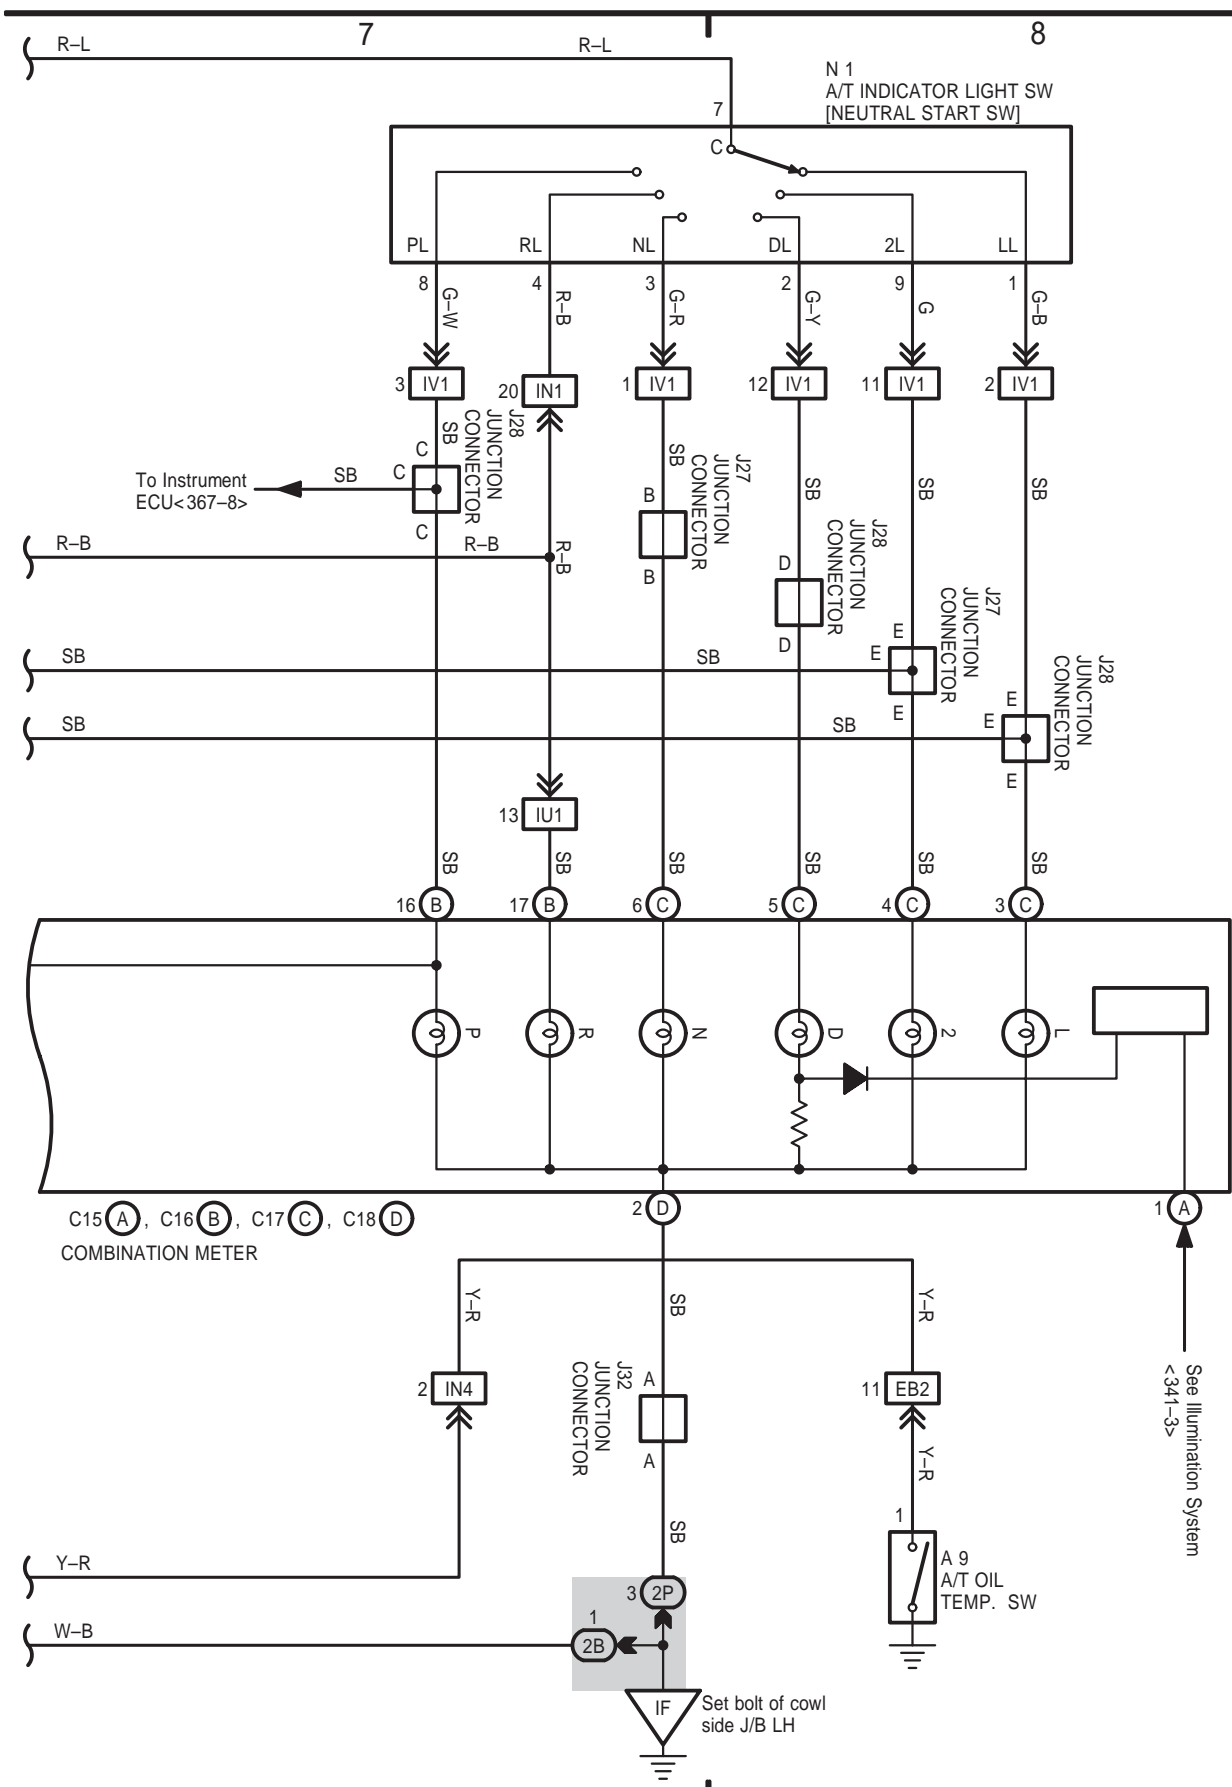 7
8
R–L
R–L
N 1
A/T INDICATOR LIGHT SW
[NEUTRAL START SW]
7
C
PL
RL
NL
DL
2L
LL
8
4
3
2
9
1
G–W
R–B
G–R
G–Y
G
G–B
3
IV1
20
IN1
1
IV1
12
IV1
11
IV1
2
IV1
SB
J28
JUNCTION
CONNECTOR
C
C
C
SB
To Instrument
ECU<367–8>
SB
J27
JUNCTION
CONNECTOR
B
B
SB
SB
SB
R–B
R–B
R–B
J28
JUNCTION
CONNECTOR
D
D
J27
JUNCTION
CONNECTOR
E
E
E
SB
SB
J28
JUNCTION
CONNECTOR
E
E
E
SB
SB
13
IU1
SB
SB
SB
SB
SB
SB
16
B
17
B
6
C
5
C
4
C
3
C
P
R
N
D
2
L
C15 A , C16 B , C17 C , C18 D
COMBINATION METER
2
D
1
A
Y–R
SB
Y–R
See Illumination System
<341–3>
2
IN4
J32
JUNCTION
CONNECTOR
A
A
11
EB2
Y–R
SB
1
A 9
A/T OIL
TEMP. SW
Y–R
3
2P
W–B
1
2B
IF
Set bolt of cowl
side J/B LH